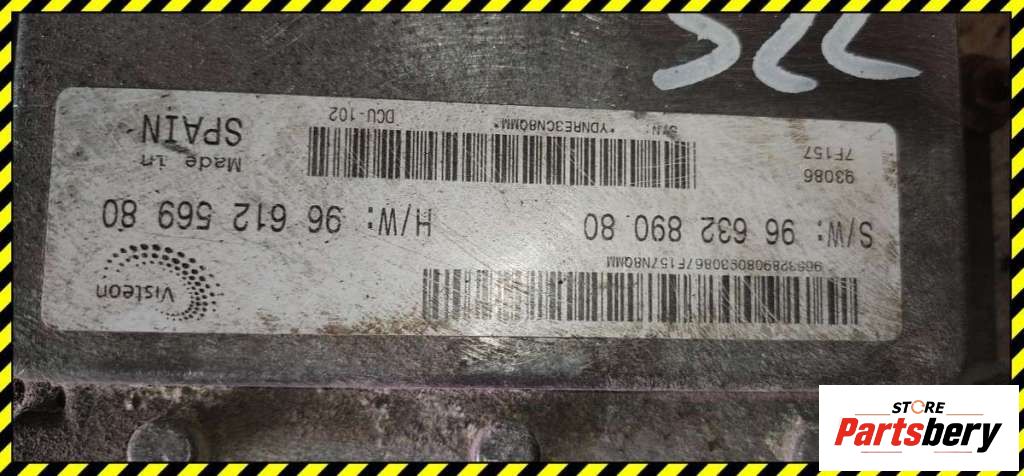 Visteon
9663289080930867F157N8QMM
S/W: 96 632 890 80
H/W: 96 612 569 80
93086
7F157
S/N:
*YDNRE3CN8QMM*
DCU-102
Made in
SPAIN
STORE
Partsbery